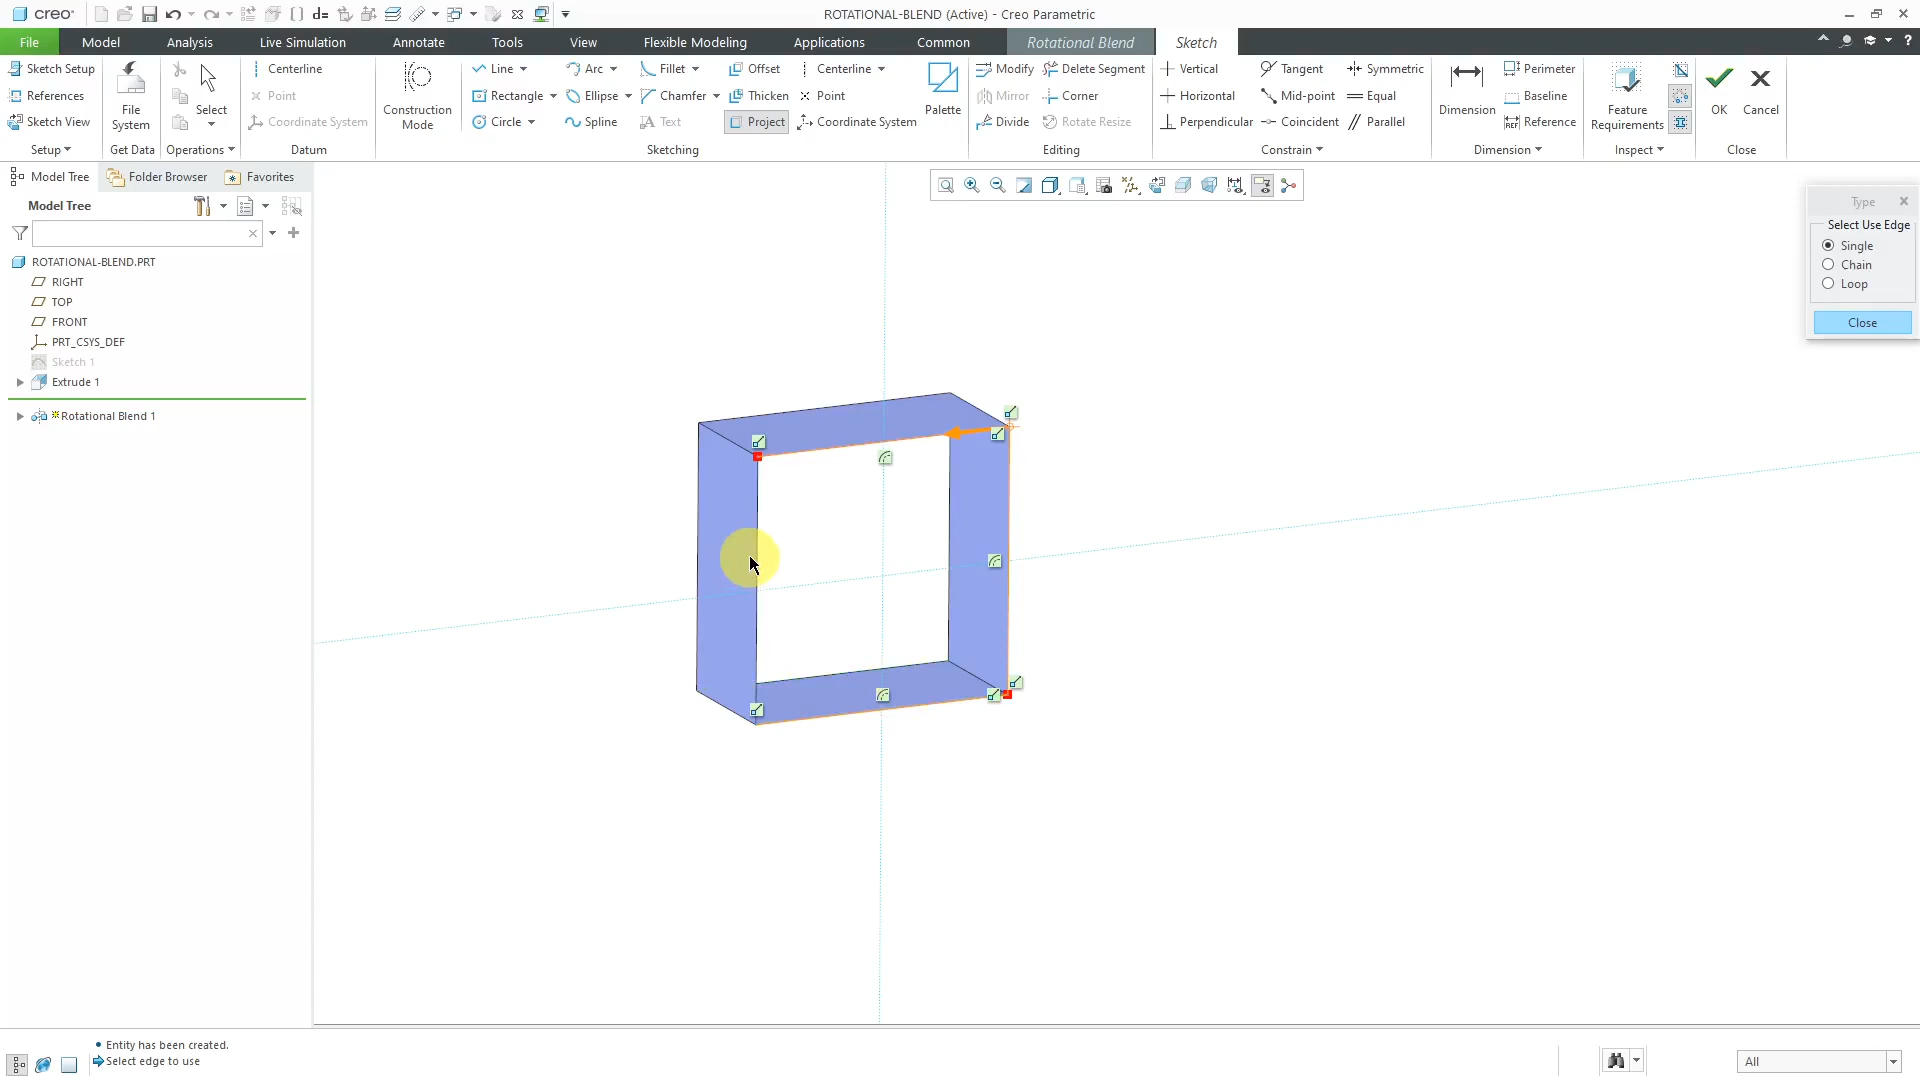 creo
d=
ROTATIONAL-BLEND (Active) - Creo Parametric
File
Model
Analysis
Live Simulation
Annotate
Tools
View
Flexible Modeling
Applications
Common
Rotational Blend
Sketch
Sketch Setup
References
Sketch View
Setup
File System
Get Data
Select
Operations
Centerline
Point
Coordinate System
Datum
Construction Mode
Line
Rectangle
Circle
Arc
Ellipse
Spline
Fillet
Chamfer
Text
Offset
Thicken
Project
Centerline
Point
Coordinate System
Palette
Sketching
Modify
Mirror
Divide
Delete Segment
Corner
Rotate Resize
Editing
Vertical
Horizontal
Perpendicular
Tangent
Mid-point
Coincident
Symmetric
Equal
Parallel
Constrain
Dimension
Perimeter
Baseline
Reference
Dimension
Feature Requirements
Inspect
OK
Cancel
Close
Model Tree
Folder Browser
Favorites
Model Tree
ROTATIONAL-BLEND.PRT
RIGHT
TOP
FRONT
PRT_CSYS_DEF
Sketch 1
Extrude 1
Rotational Blend 1
Type
Select Use Edge
Single
Chain
Loop
Close
Entity has been created.
Select edge to use
All